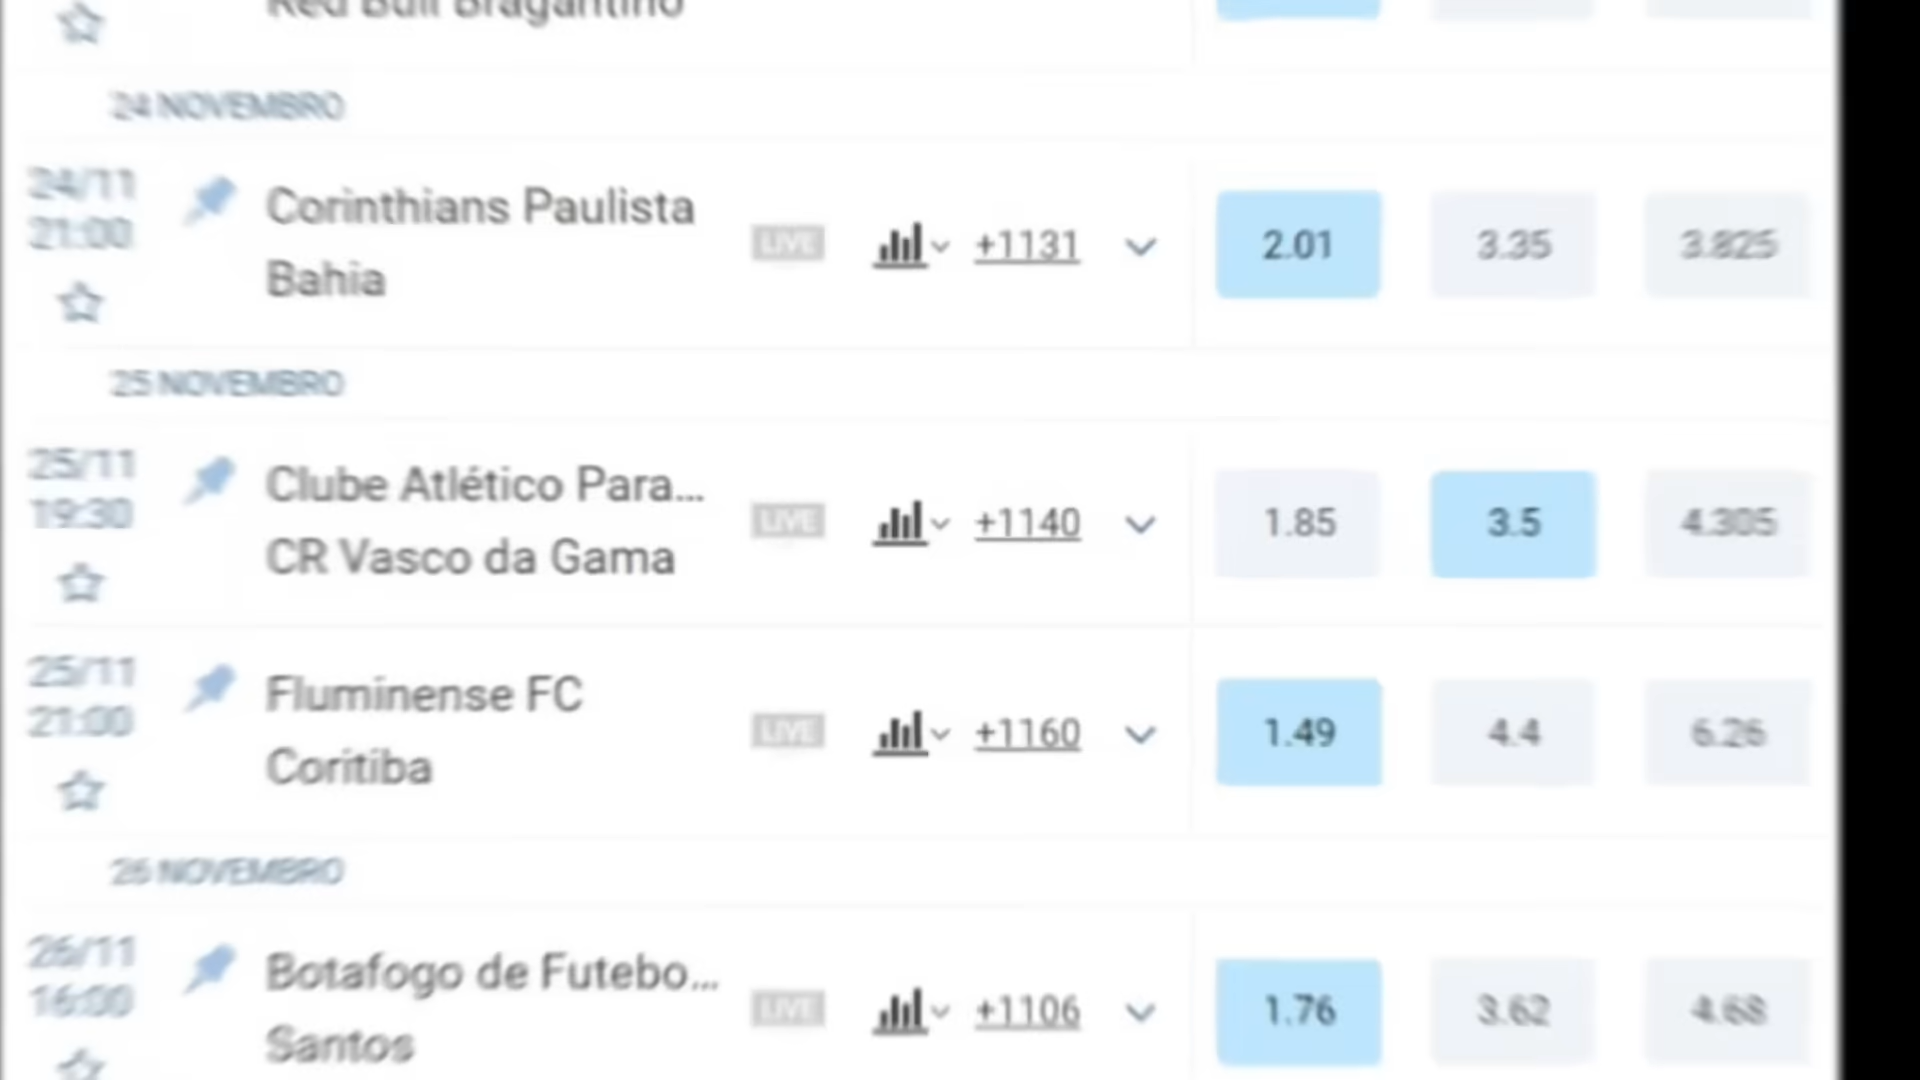 Red Bull Bragantino
24 NOVEMBRO
24/11
21:00
Corinthians Paulista
Bahia
LIVE
+1131
2.01
3.35
3.825
25 NOVEMBRO
25/11
19:30
Clube Atlético Para...
CR Vasco da Gama
LIVE
+1140
1.85
3.5
4.305
25/11
21:00
Fluminense FC
Coritiba
LIVE
+1160
1.49
4.4
6.26
26 NOVEMBRO
26/11
16:00
Botafogo de Futebo...
Santos
LIVE
+1106
1.76
3.62
4.68